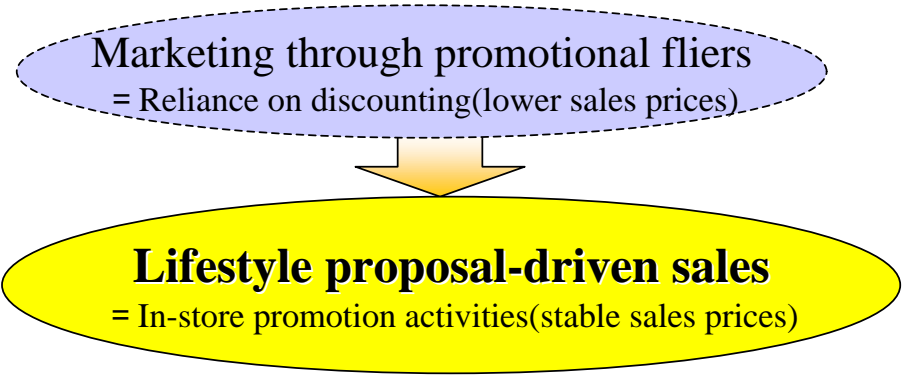 Marketing through promotional fliers
= Reliance on discounting(lower sales prices)
Lifestyle proposal-driven sales
= In-store promotion activities(stable sales prices)